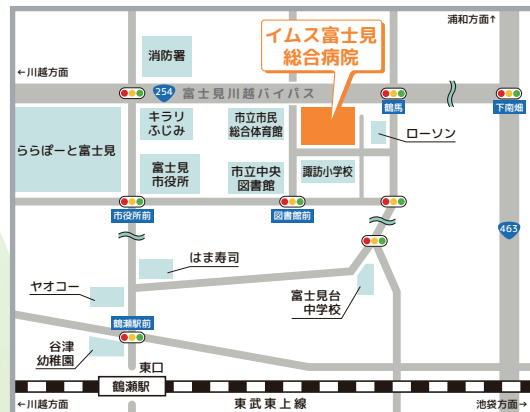 浦和方面↑
イムス富士見
総合病院
消防署
←川越方面
254
富士見川越バイパス
鶴馬
下南畑
キラリ
ふじみ
市立市民
総合体育館
ローソン
ららぽーと富士見
富士見
市役所
市立中央
図書館
諏訪小学校
市役所前
図書館前
463
はま寿司
ヤオコー
富士見台
中学校
鶴瀬駅前
谷津
幼稚園
東口
鶴瀬駅
←川越方面
東武東上線
池袋方面→